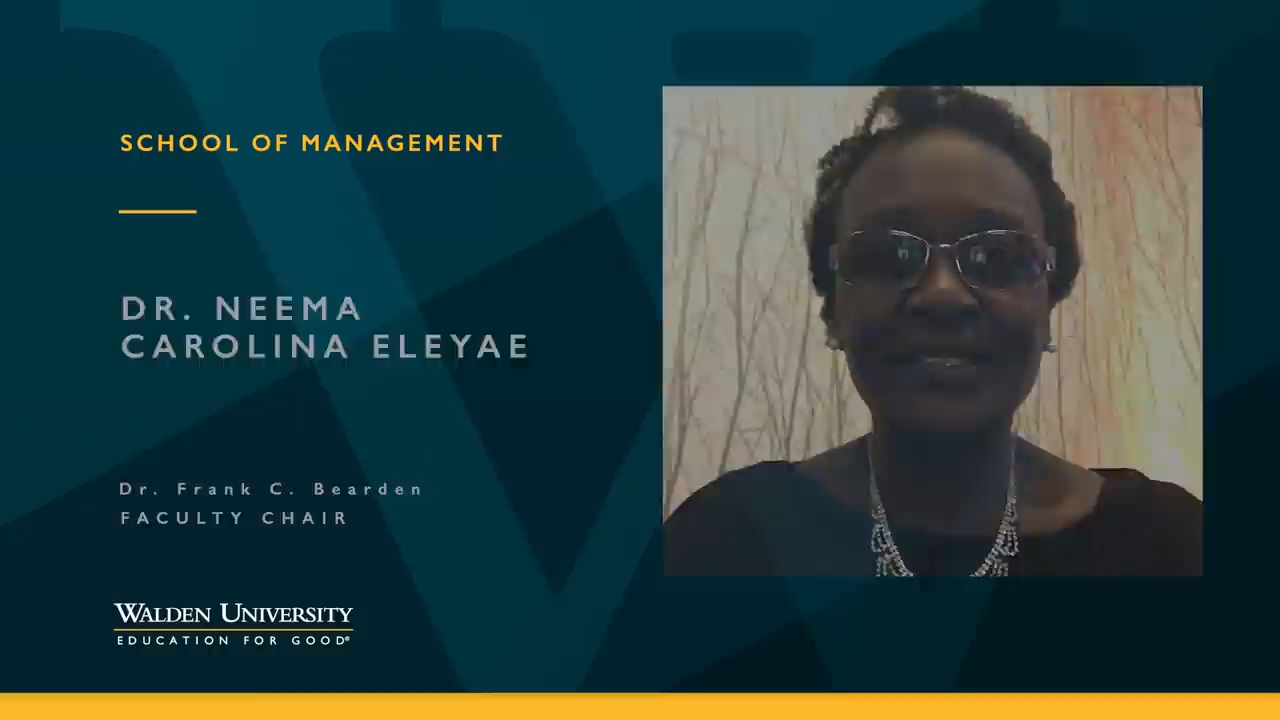 SCHOOL OF MANAGEMENT
DR. NEEMA
CAROLINA ELEYAE
Dr. Frank C. Bearden
FACULTY CHAIR
WALDEN UNIVERSITY
EDUCATION FOR GOOD®